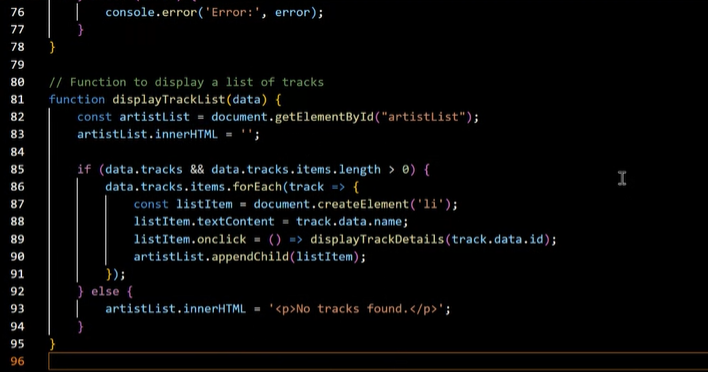 76 console.error('Error:', error);
77 }
78 }
79
80 // Function to display a list of tracks
81 function displayTrackList(data) {
82 const artistList = document.getElementById("artistList");
83 artistList.innerHTML = '';
84
85 if (data.tracks && data.tracks.items.length > 0) {
86 data.tracks.items.forEach(track => {
87 const listItem = document.createElement('li');
88 listItem.textContent = track.data.name;
89 listItem.onclick = () => displayTrackDetails(track.data.id);
90 artistList.appendChild(listItem);
91 });
92 } else {
93 artistList.innerHTML = '<p>No tracks found.</p>';
94 }
95 }
96